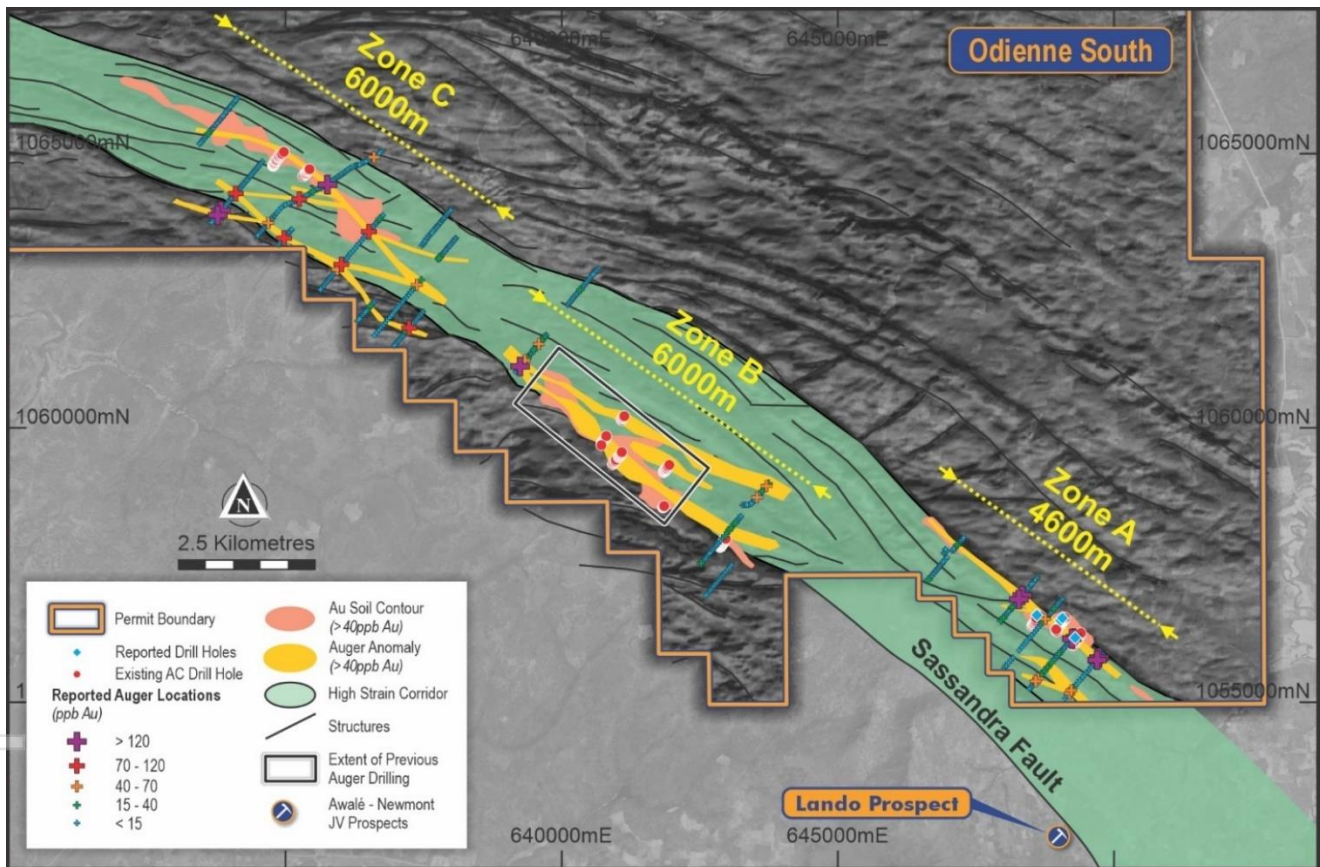 640000mE
645000mE
Odienne South
Zone C
6000m
1065000mN
1065000mN
Zone B
6000m
1060000mN
1060000mN
Zone A
4600m
N
2.5 Kilometres
1055000mN
Sassandra Fault
Permit Boundary
Reported Drill Holes
Existing AC Drill Hole
Reported Auger Locations
(ppb Au)
> 120
70 - 120
40 - 70
15 - 40
< 15
Au Soil Contour
(>40ppb Au)
Auger Anomaly
(>40ppb Au)
High Strain Corridor
Structures
Extent of Previous
Auger Drilling
Awalé - Newmont
JV Prospects
Lando Prospect
640000mE
645000mE